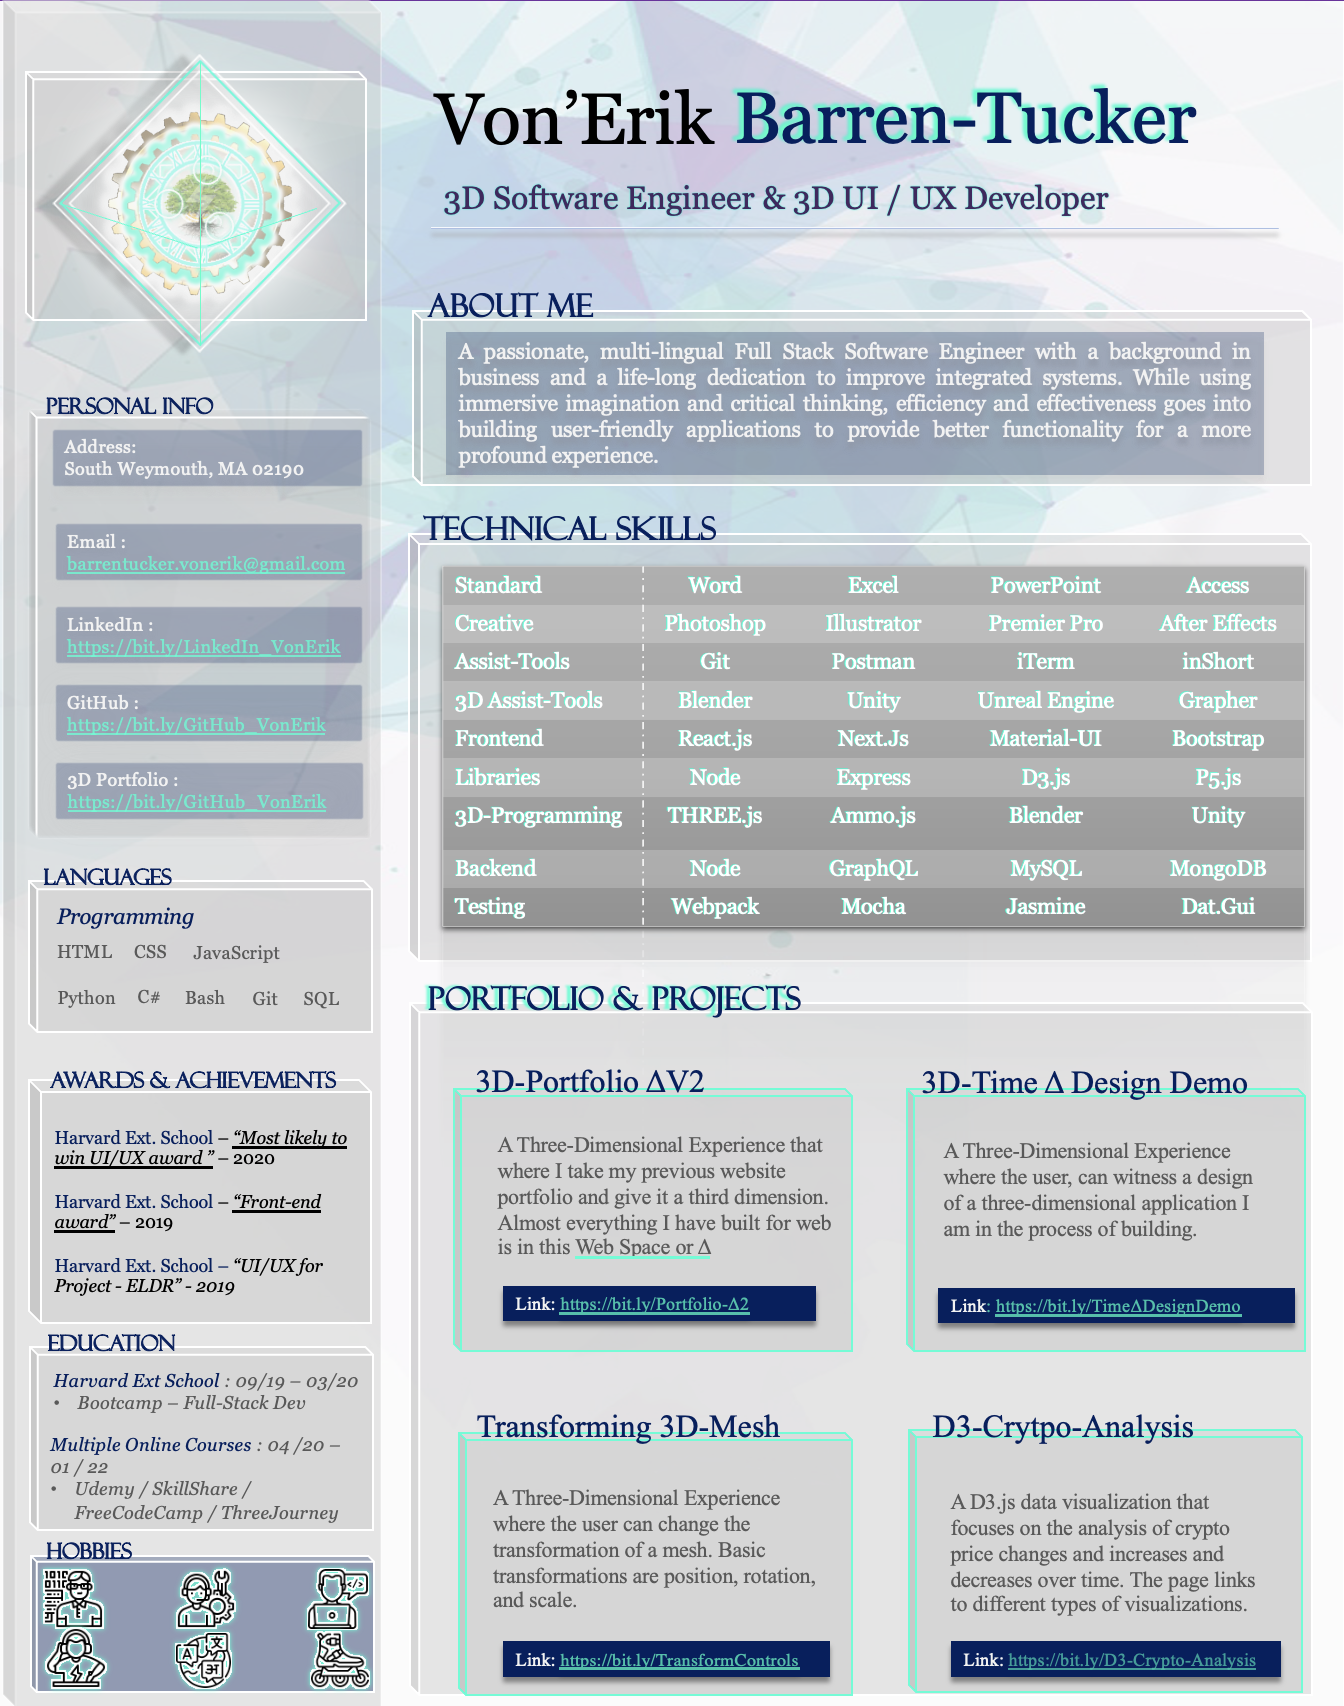 Von’Erik Barren-Tucker
3D Software Engineer & 3D UI / UX Developer
PERSONAL INFO
Address:
South Weymouth, MA 02190
Email :
barrentucker.vonerik@gmail.com
LinkedIn :
https://bit.ly/LinkedIn_VonErik
GitHub :
https://bit.ly/GitHub_VonErik
3D Portfolio :
https://bit.ly/GitHub_VonErik
LANGUAGES
Programming
HTML CSS JavaScript
Python C# Bash Git SQL
AWARDS & ACHIEVEMENTS
Harvard Ext. School – “Most likely to
win UI/UX award ” – 2020
Harvard Ext. School – “Front-end
award” – 2019
Harvard Ext. School – “UI/UX for
Project - ELDR” - 2019
EDUCATION
Harvard Ext School : 09/19 – 03/20
• Bootcamp – Full-Stack Dev
Multiple Online Courses : 04 /20 –
01 / 22
• Udemy / SkillShare /
FreeCodeCamp / ThreeJourney
HOBBIES
ABOUT ME
A passionate, multi-lingual Full Stack Software Engineer with a background in
business and a life-long dedication to improve integrated systems. While using
immersive imagination and critical thinking, efficiency and effectiveness goes into
building user-friendly applications to provide better functionality for a more
profound experience.
TECHNICAL SKILLS
Standard Word Excel PowerPoint Access
Creative Photoshop Illustrator Premier Pro After Effects
Assist-Tools Git Postman iTerm inShort
3D Assist-Tools Blender Unity Unreal Engine Grapher
Frontend React.js Next.Js Material-UI Bootstrap
Libraries Node Express D3.js P5.js
3D-Programming THREE.js Ammo.js Blender Unity
Backend Node GraphQL MySQL MongoDB
Testing Webpack Mocha Jasmine Dat.Gui
PORTFOLIO & PROJECTS
3D-Portfolio ΔV2
A Three-Dimensional Experience that
where I take my previous website
portfolio and give it a third dimension.
Almost everything I have built for web
is in this Web Space or Δ
Link: https://bit.ly/Portfolio-Δ2
3D-Time Δ Design Demo
A Three-Dimensional Experience
where the user, can witness a design
of a three-dimensional application I
am in the process of building.
Link: https://bit.ly/TimeΔDesignDemo
Transforming 3D-Mesh
A Three-Dimensional Experience
where the user can change the
transformation of a mesh. Basic
transformations are position, rotation,
and scale.
Link: https://bit.ly/TransformControls
D3-Crytpo-Analysis
A D3.js data visualization that
focuses on the analysis of crypto
price changes and increases and
decreases over time. The page links
to different types of visualizations.
Link: https://bit.ly/D3-Crypto-Analysis